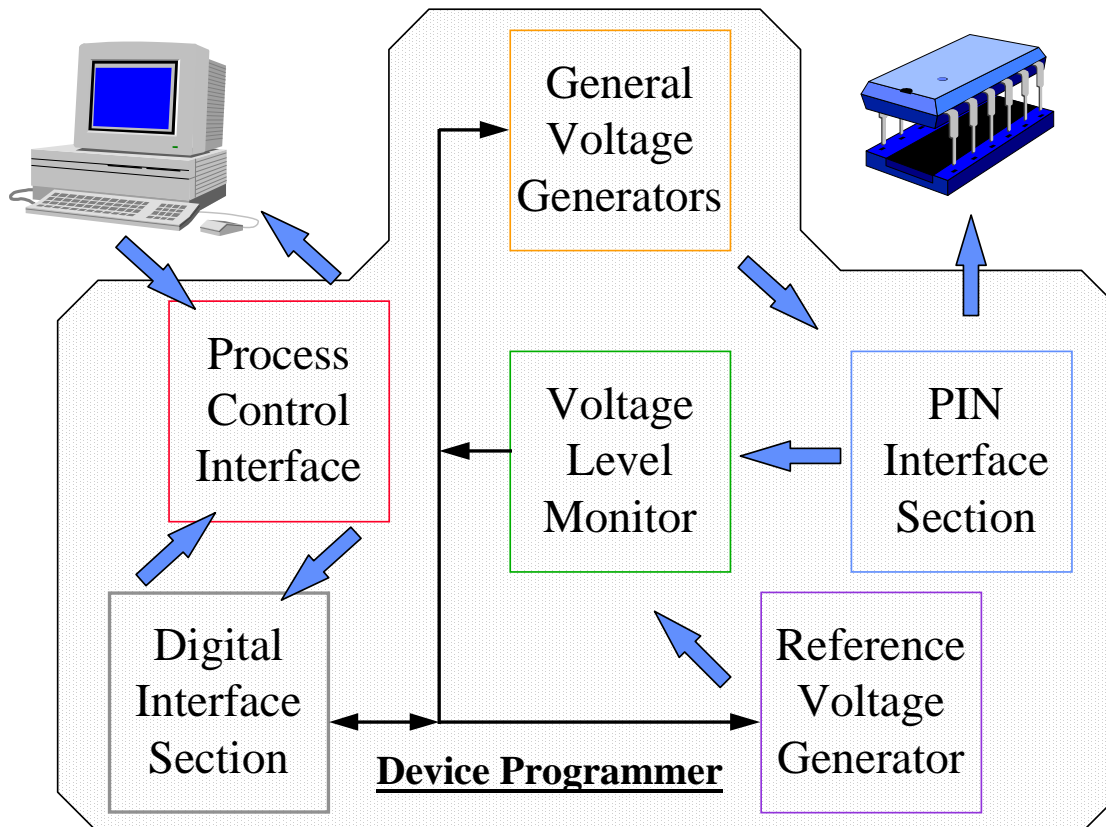 General
Voltage
Generators
Process
Control
Interface
Voltage
Level
Monitor
PIN
Interface
Section
Digital
Interface
Section
Reference
Voltage
Generator
Device Programmer